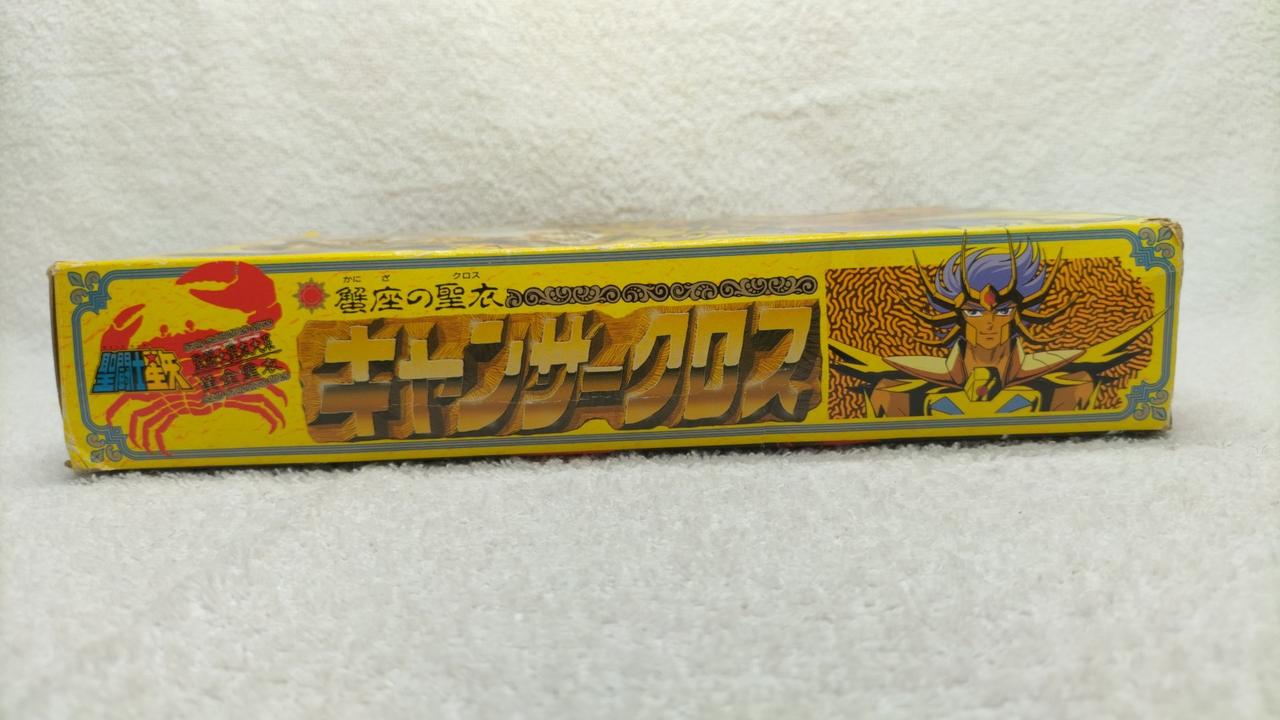 聖闘士星矢
かに ざ クロス
蟹座の聖衣
キャンサークロス